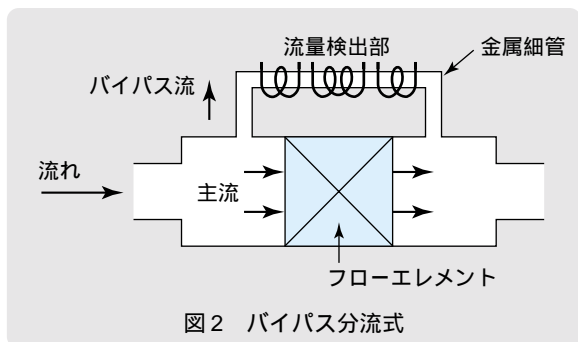 流量検出部
金属細管
バイパス流
流れ
主流
フローエレメント
図2 バイパス分流式